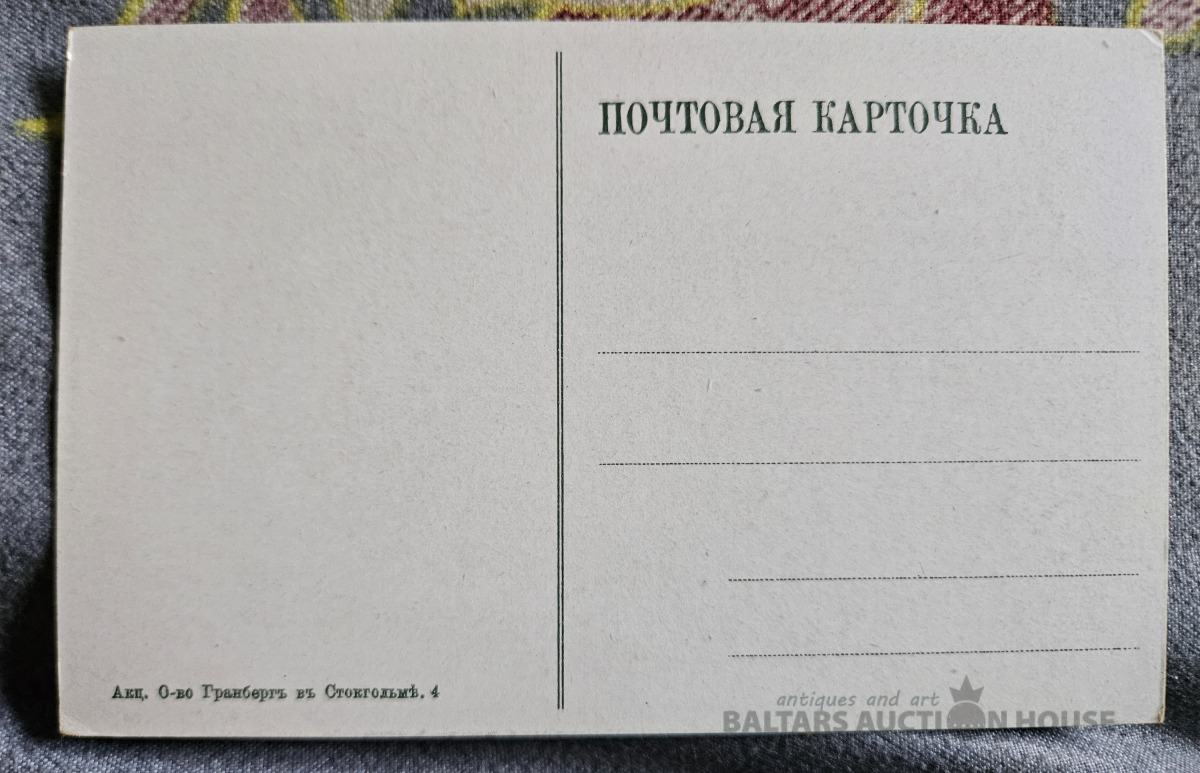 ПОЧТОВАЯ КАРТОЧКА
Акц. О-во Гранбергъ въ Стокгольмѣ. 4
antiques and art
BALTARS AUCTION HOUSE